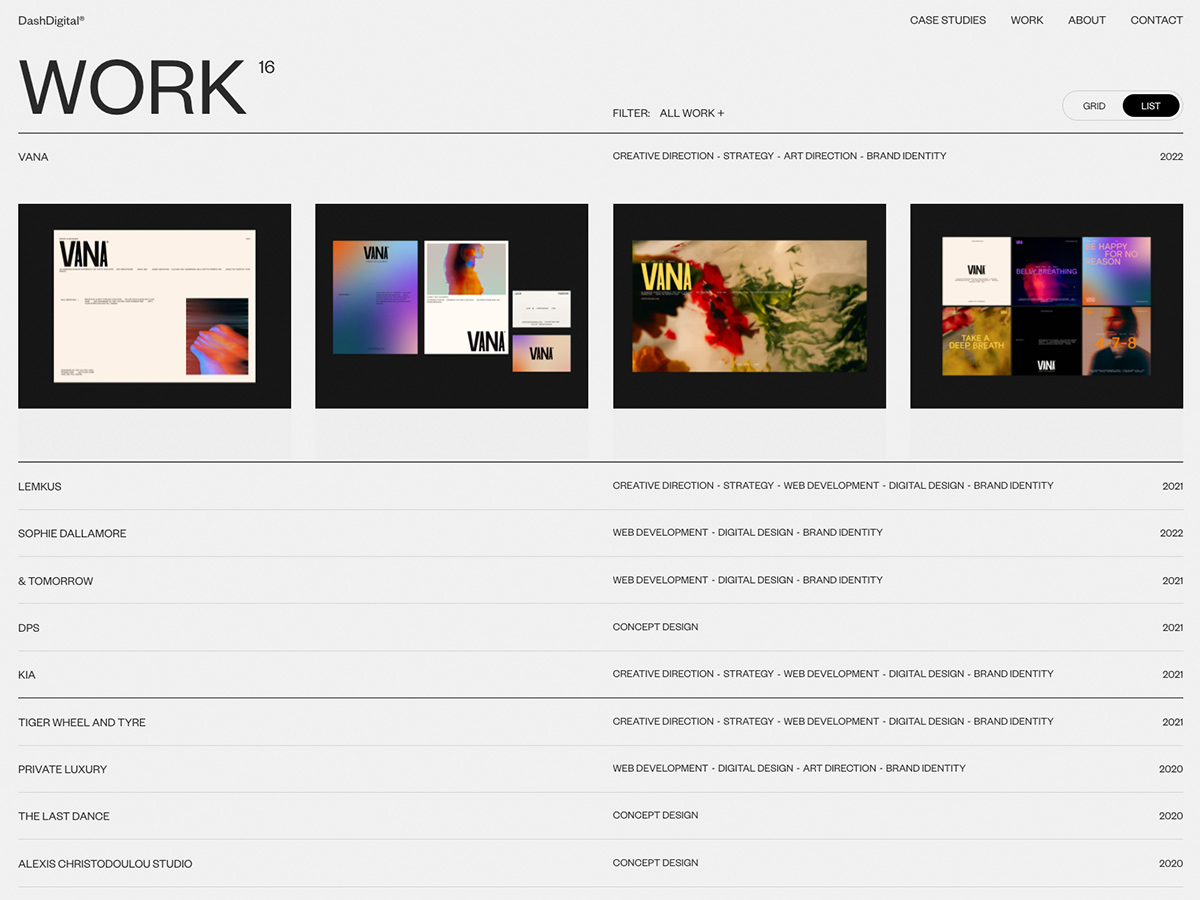 DashDigital®
CASE STUDIES WORK ABOUT CONTACT
WORK 16
FILTER: ALL WORK +
GRID LIST
VANA CREATIVE DIRECTION - STRATEGY - ART DIRECTION - BRAND IDENTITY 2022
VANA
VANA
VANA
VANA
VANA
VANA
BELLY BREATHING
BE HAPPY
FOR NO
REASON
TAKE A
DEEP BREATH
VANA
4-7-8
LEMKUS CREATIVE DIRECTION - STRATEGY - WEB DEVELOPMENT - DIGITAL DESIGN - BRAND IDENTITY 2021
SOPHIE DALLAMORE WEB DEVELOPMENT - DIGITAL DESIGN - BRAND IDENTITY 2022
& TOMORROW WEB DEVELOPMENT - DIGITAL DESIGN - BRAND IDENTITY 2021
DPS CONCEPT DESIGN 2021
KIA CREATIVE DIRECTION - STRATEGY - WEB DEVELOPMENT - DIGITAL DESIGN - BRAND IDENTITY 2021
TIGER WHEEL AND TYRE CREATIVE DIRECTION - STRATEGY - WEB DEVELOPMENT - DIGITAL DESIGN - BRAND IDENTITY 2021
PRIVATE LUXURY WEB DEVELOPMENT - DIGITAL DESIGN - ART DIRECTION - BRAND IDENTITY 2020
THE LAST DANCE CONCEPT DESIGN 2020
ALEXIS CHRISTODOULOU STUDIO CONCEPT DESIGN 2020